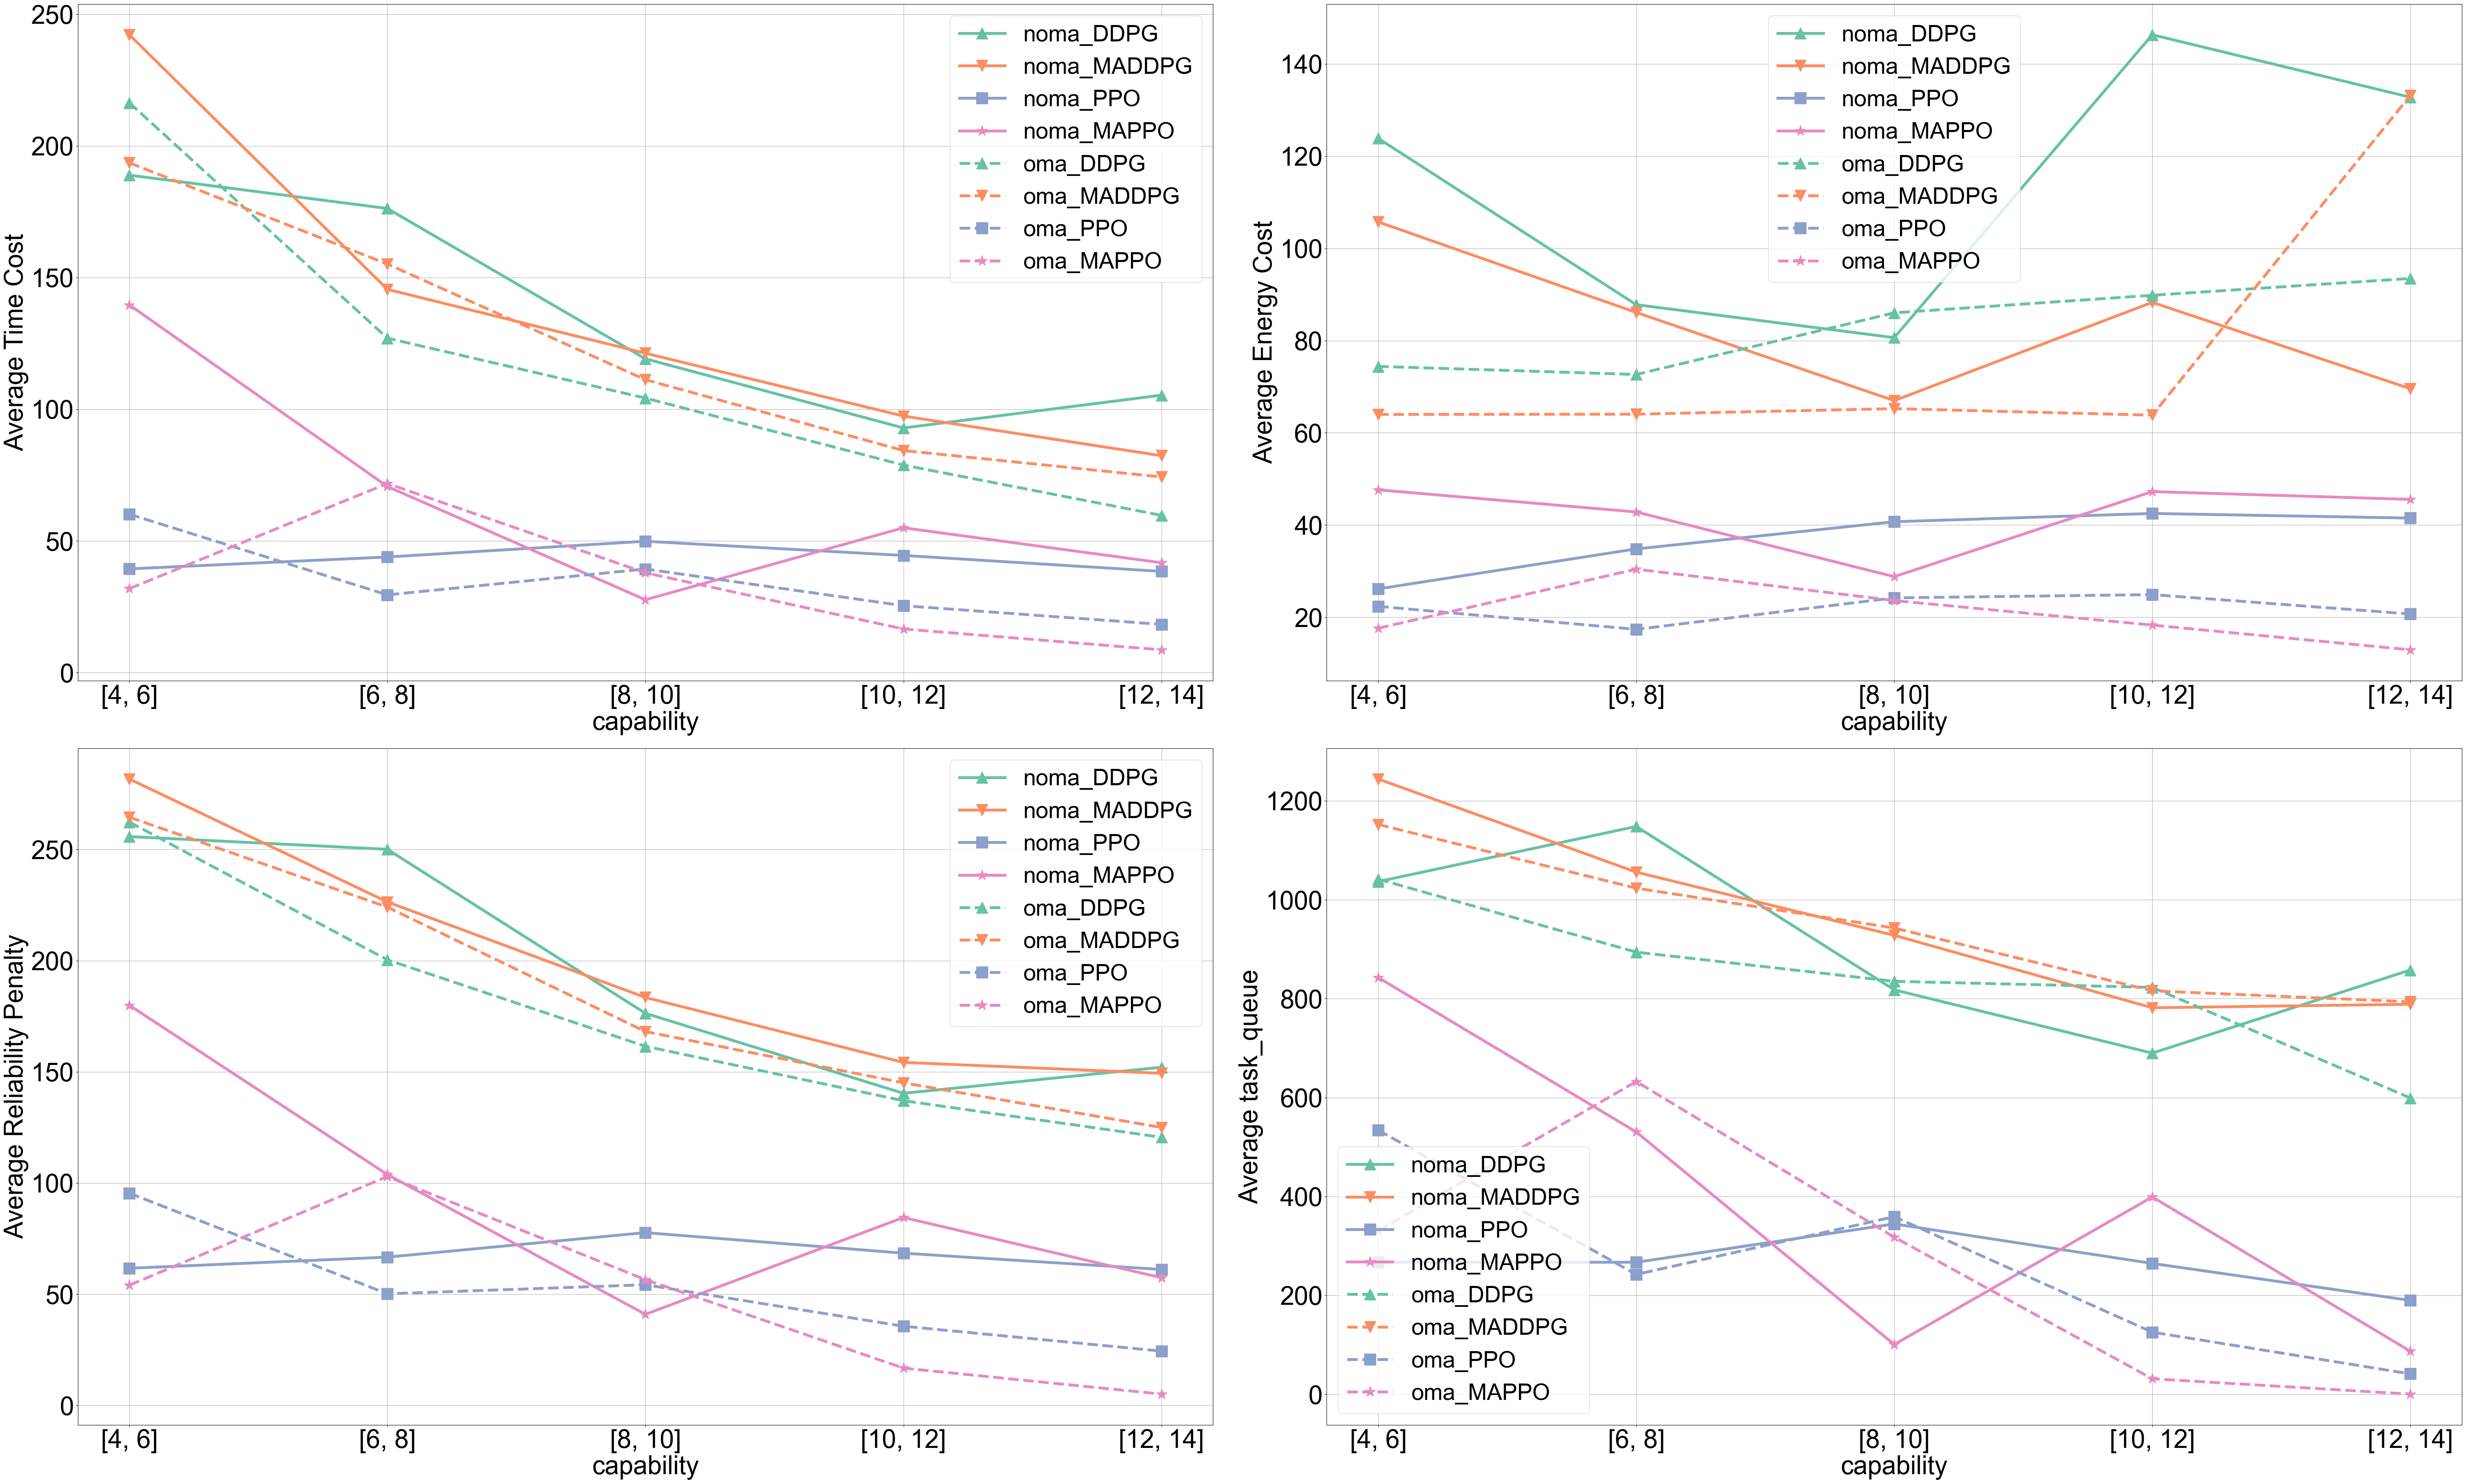 Average Time Cost
250
200
150
100
50
0
[4, 6] [6, 8] [8, 10] [10, 12] [12, 14]
capability
noma_DDPG
noma_MADDPG
noma_PPO
noma_MAPPO
oma_DDPG
oma_MADDPG
oma_PPO
oma_MAPPO
Average Energy Cost
140
120
100
80
60
40
20
[4, 6] [6, 8] [8, 10] [10, 12] [12, 14]
capability
noma_DDPG
noma_MADDPG
noma_PPO
noma_MAPPO
oma_DDPG
oma_MADDPG
oma_PPO
oma_MAPPO
Average Reliability Penalty
250
200
150
100
50
0
[4, 6] [6, 8] [8, 10] [10, 12] [12, 14]
capability
noma_DDPG
noma_MADDPG
noma_PPO
noma_MAPPO
oma_DDPG
oma_MADDPG
oma_PPO
oma_MAPPO
Average task_queue
1200
1000
800
600
400
200
0
[4, 6] [6, 8] [8, 10] [10, 12] [12, 14]
capability
noma_DDPG
noma_MADDPG
noma_PPO
noma_MAPPO
oma_DDPG
oma_MADDPG
oma_PPO
oma_MAPPO